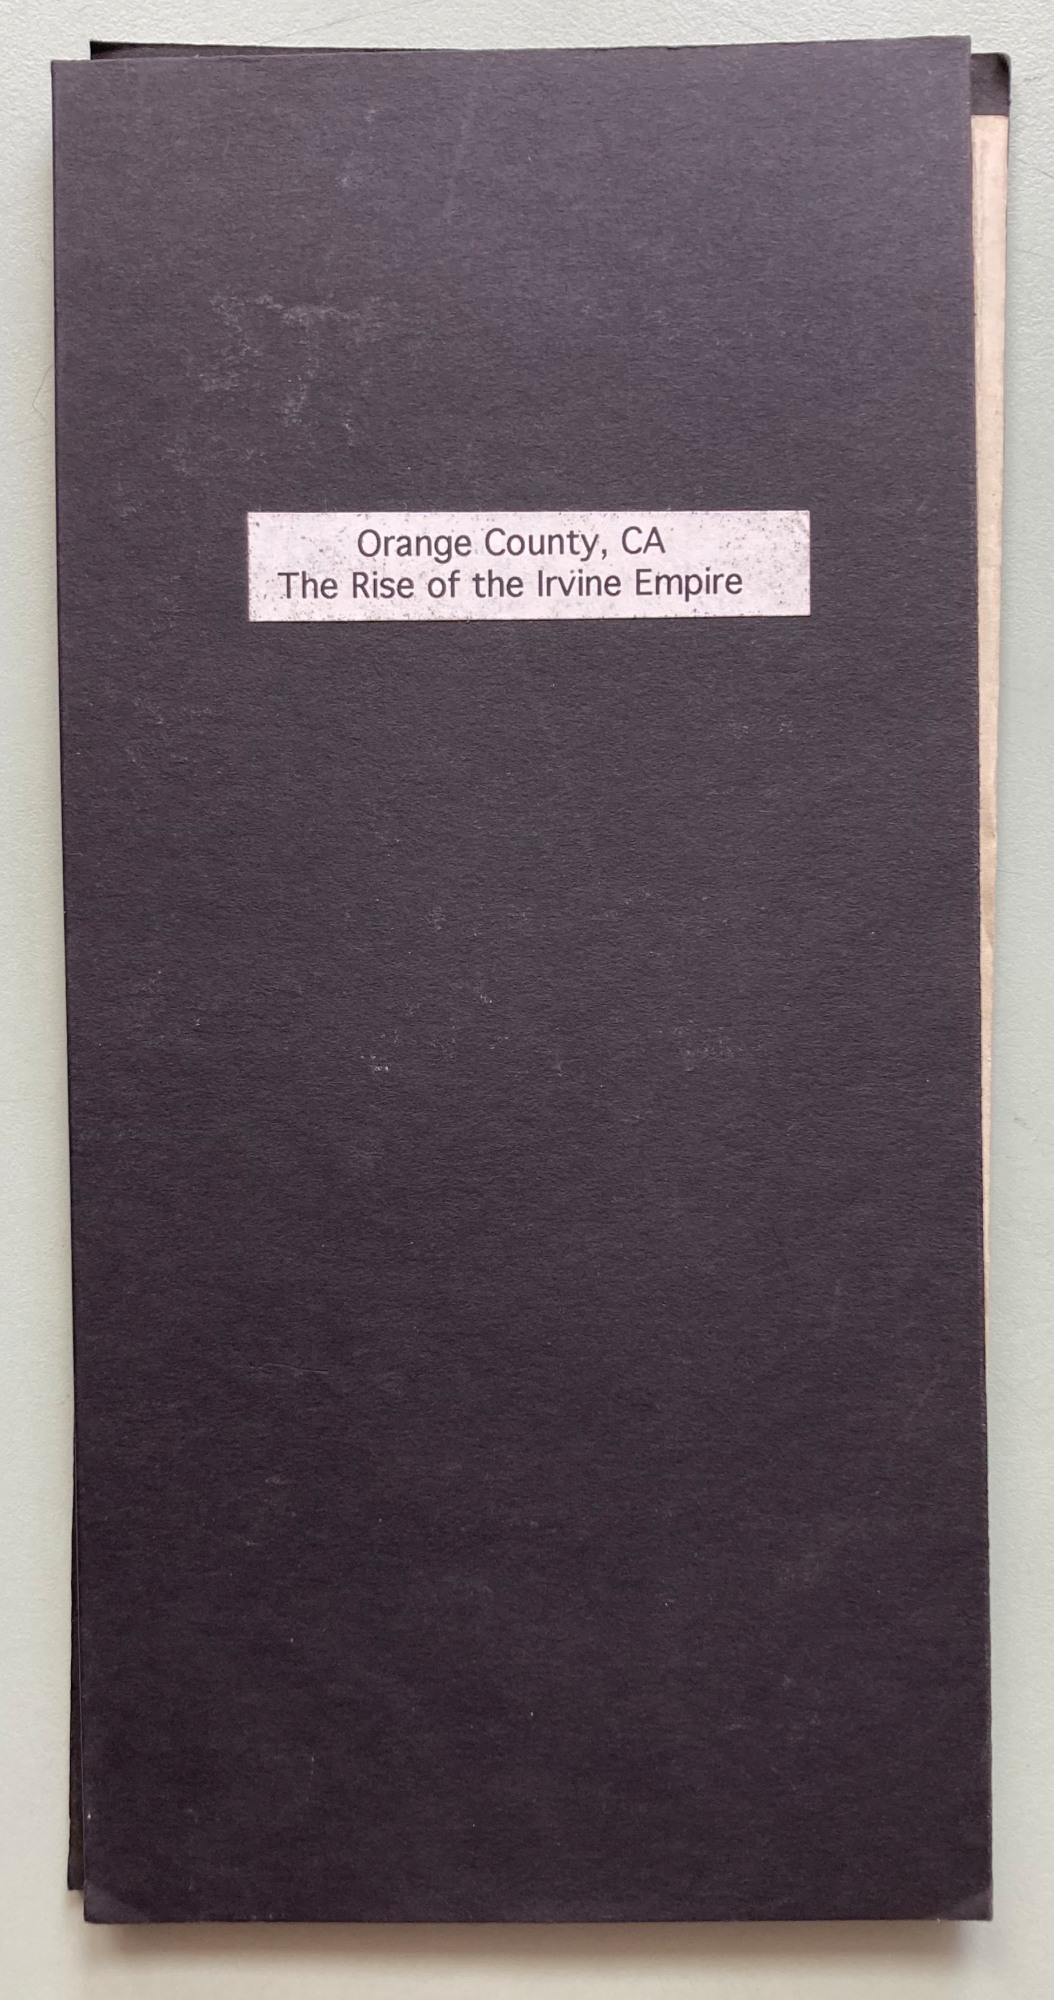 Orange County, CA
The Rise of the Irvine Empire